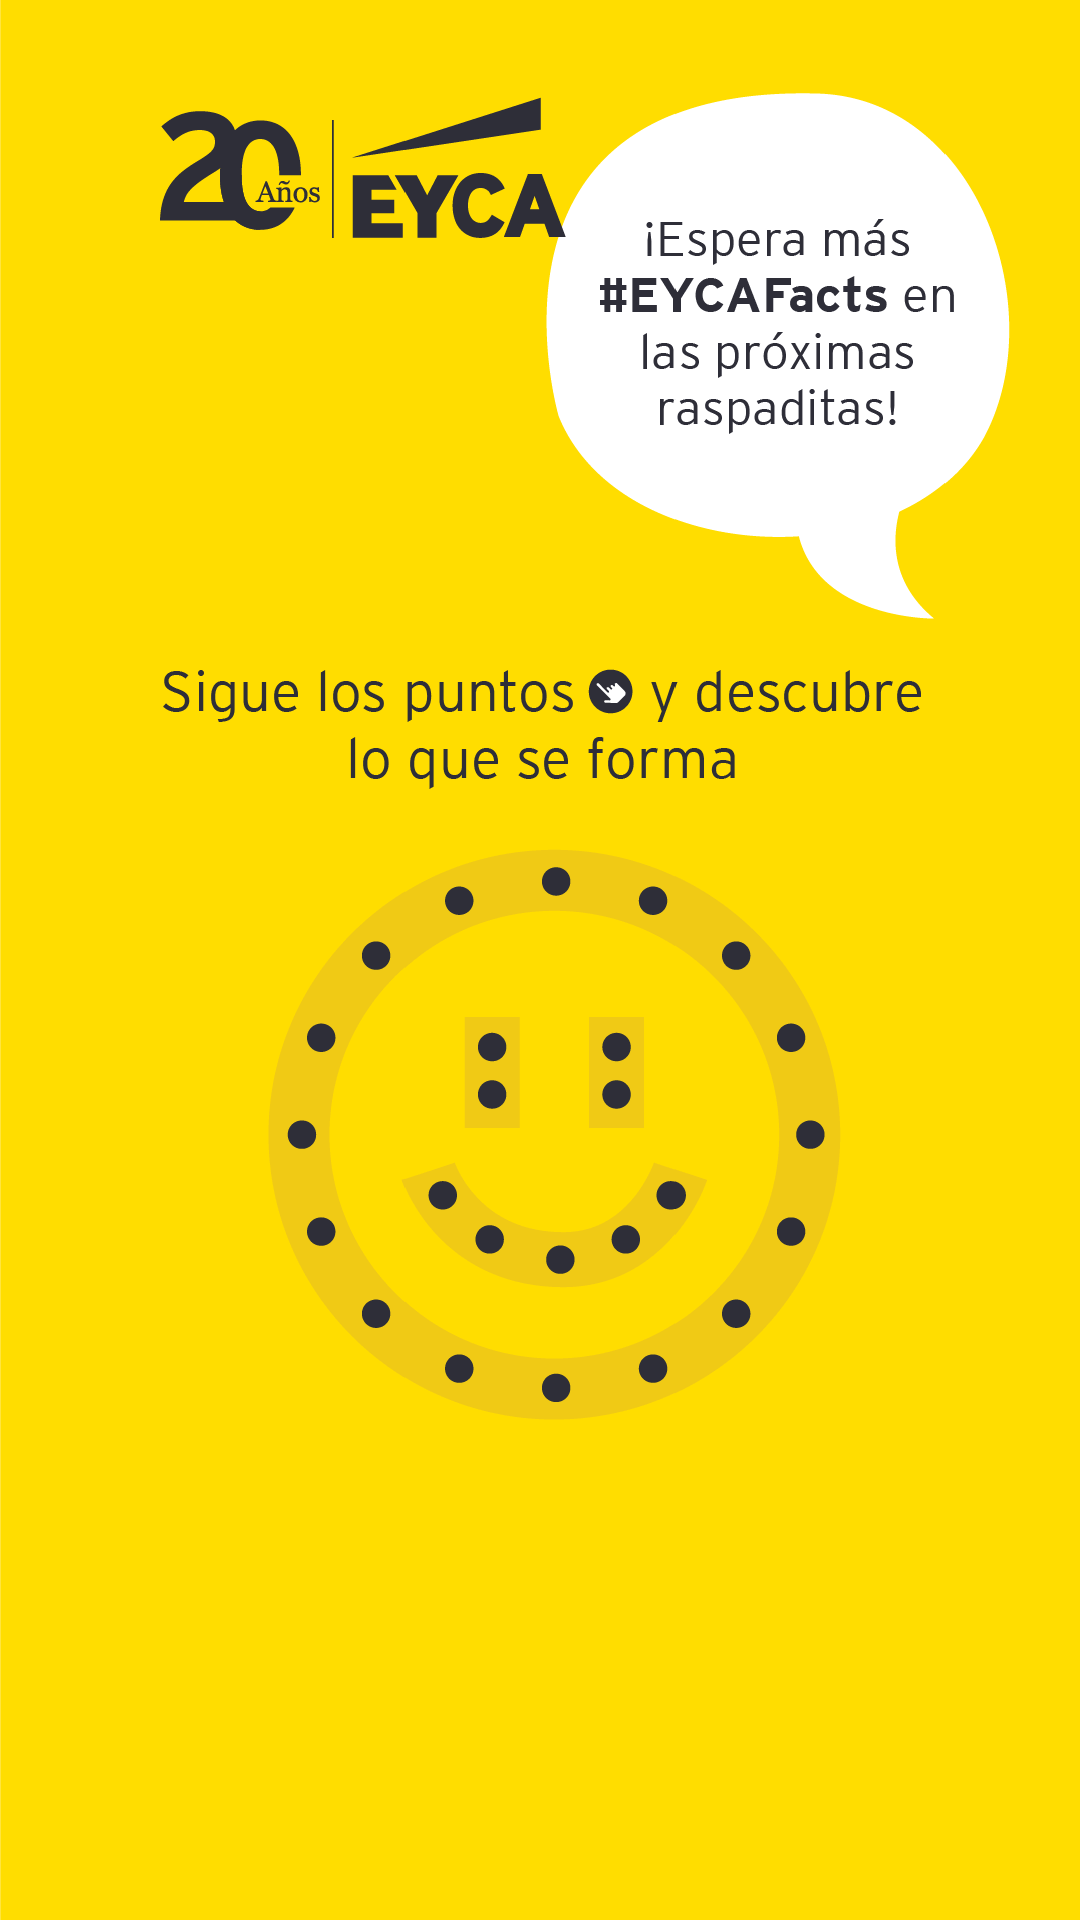 20 Años
EYCA
¡Espera más
#EYCAFacts en
las próximas
raspaditas!
Sigue los puntos y descubre
lo que se forma